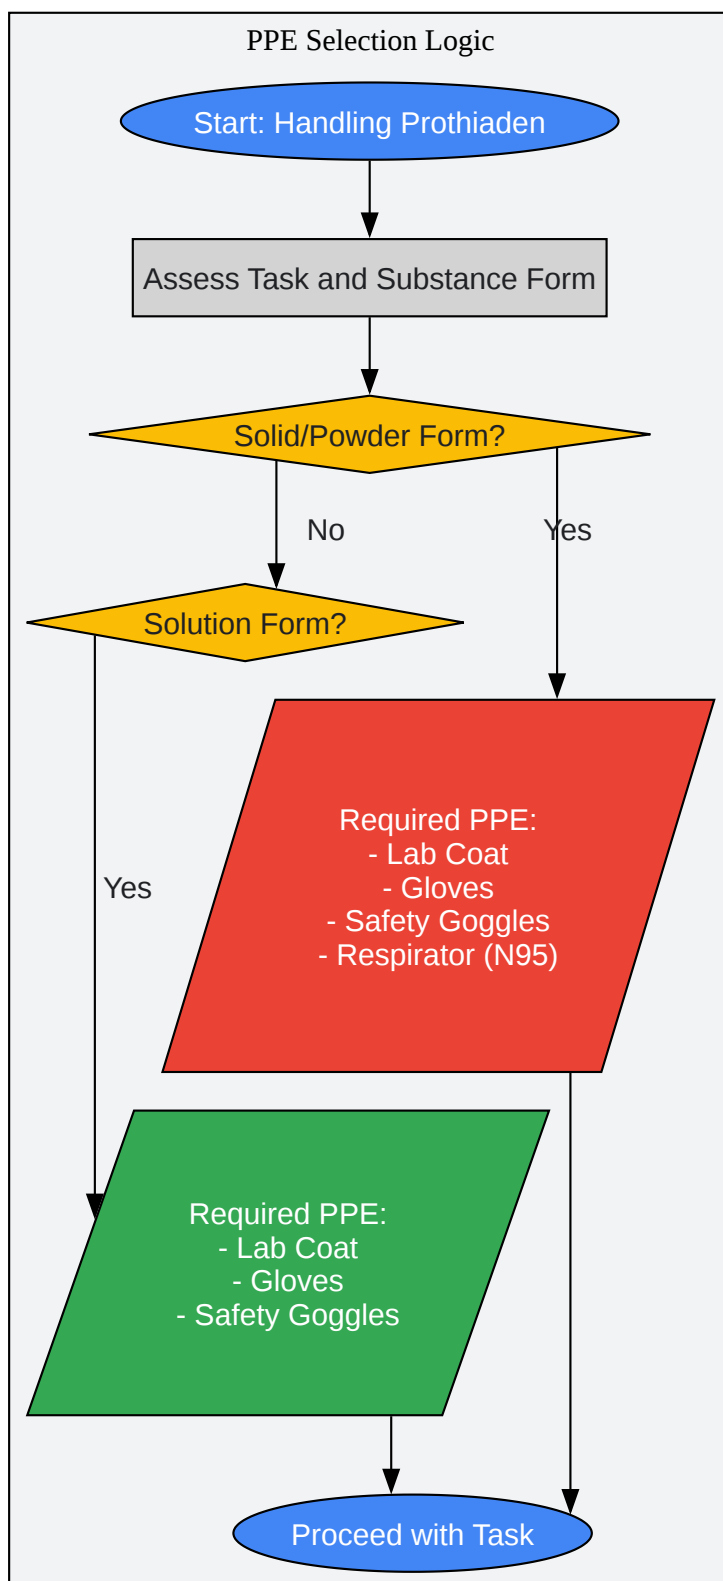 PPE Selection Logic
Start: Handling Prothiaden
Assess Task and Substance Form
Solid/Powder Form?
No
Yes
Solution Form?
Required PPE:
- Lab Coat
- Gloves
- Safety Goggles
- Respirator (N95)
Yes
Required PPE:
- Lab Coat
- Gloves
- Safety Goggles
Proceed with Task